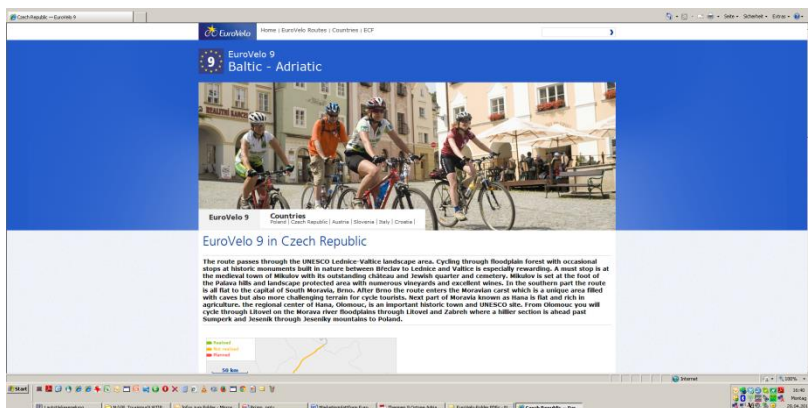 Czech Republic — EuroVelo 9
Seite
Sicherheit
Extras
EuroVelo
Home | EuroVelo Routes | Countries | ECF
9
EuroVelo 9
Baltic - Adriatic
EuroVelo 9
Countries
Poland | Czech Republic | Austria | Slovenia | Italy | Croatia |
EuroVelo 9 in Czech Republic
The route passes through the UNESCO Lednice-Valtice landscape area. Cycling through floodplain forest with occasional
stops at historic monuments built in nature between Břeclav to Lednice and Valtice is especially rewarding. A must stop is at
the medieval town of Mikulov with its outstanding château and Jewish quarter and cemetery. Mikulov is set at the foot of
the Palava hills and landscape protected area with numerous vineyards and excellent wines. In the southern part the route
is all flat to the capital of South Moravia, Brno. After Brno the route enters the Moravian carst which is a unique area filled
with caves but also more challenging terrain for cycle tourists. Next part of Moravia known as Hana is flat and rich in
agriculture. the regional center of Hana, Olomouc, is an important historic town and UNESCO site. From Olomouc you will
cycle through Litovel on the Morava river floodplains through Litovel and Zabreh where a hillier section is ahead past
Sumperk and Jesenik through Jeseniky mountains to Poland.
50 km
Internet
100%
Start